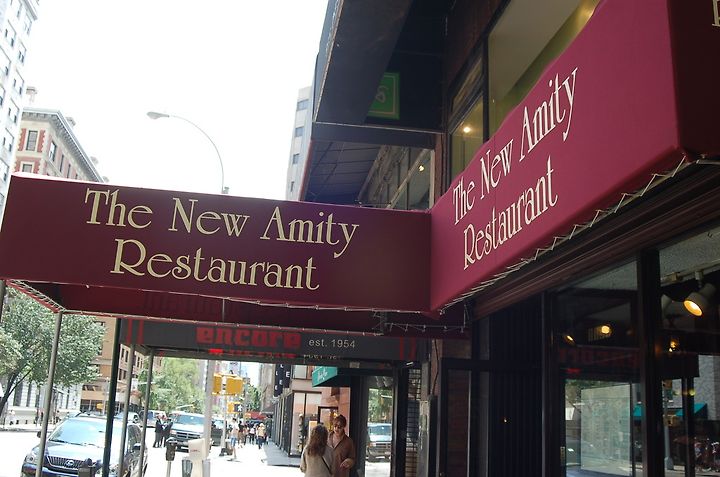 The New Amity
Restaurant
The New Amity
Restaurant
encore
est. 1954